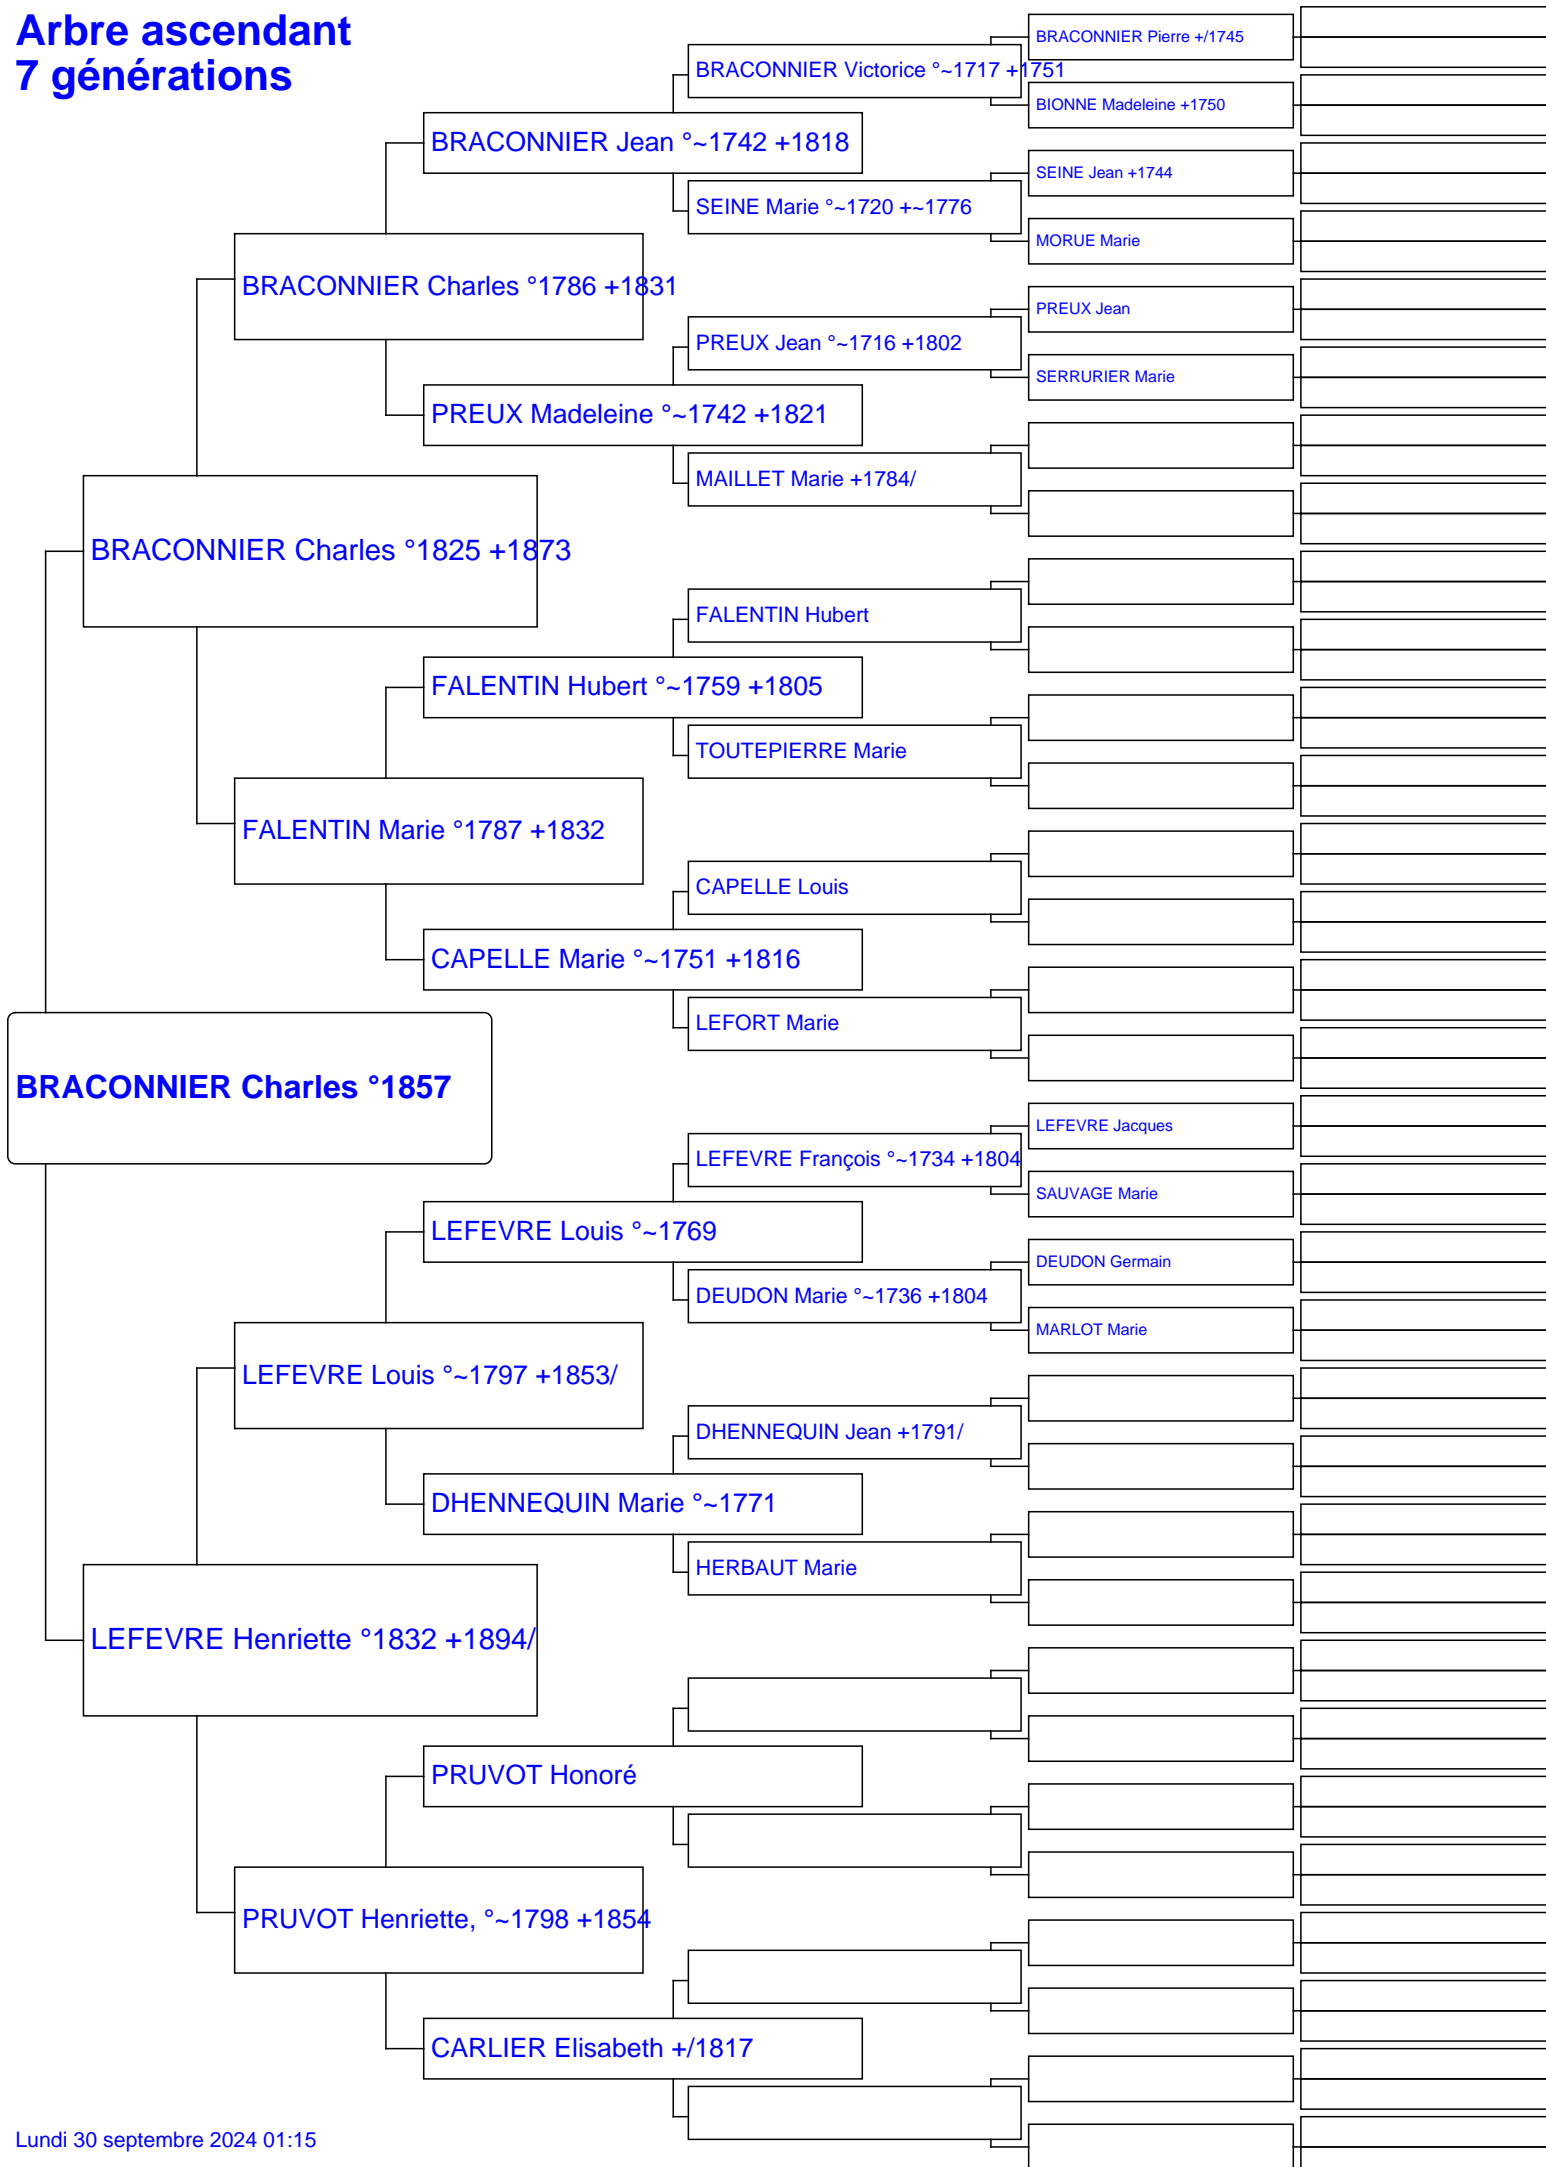 Arbre ascendant
7 générations
BRACONNIER Pierre +/1745
BRACONNIER Victorice °~1717 +1751
BIONNE Madeleine +1750
BRACONNIER Jean °~1742 +1818
SEINE Jean +1744
SEINE Marie °~1720 +~1776
MORUE Marie
BRACONNIER Charles °1786 +1831
PREUX Jean
PREUX Jean °~1716 +1802
SERRURIER Marie
PREUX Madeleine °~1742 +1821
MAILLET Marie +1784/
BRACONNIER Charles °1825 +1873
FALENTIN Hubert
FALENTIN Hubert °~1759 +1805
TOUTEPIERRE Marie
FALENTIN Marie °1787 +1832
CAPELLE Louis
CAPELLE Marie °~1751 +1816
LEFORT Marie
BRACONNIER Charles °1857
LEFEVRE Jacques
LEFEVRE François °~1734 +1804
SAUVAGE Marie
LEFEVRE Louis °~1769
DEUDON Germain
DEUDON Marie °~1736 +1804
MARLOT Marie
LEFEVRE Louis °~1797 +1853/
DHENNEQUIN Jean +1791/
DHENNEQUIN Marie °~1771
HERBAUT Marie
LEFEVRE Henriette °1832 +1894/
PRUVOT Honoré
PRUVOT Henriette, °~1798 +1854
CARLIER Elisabeth +/1817
Lundi 30 septembre 2024 01:15